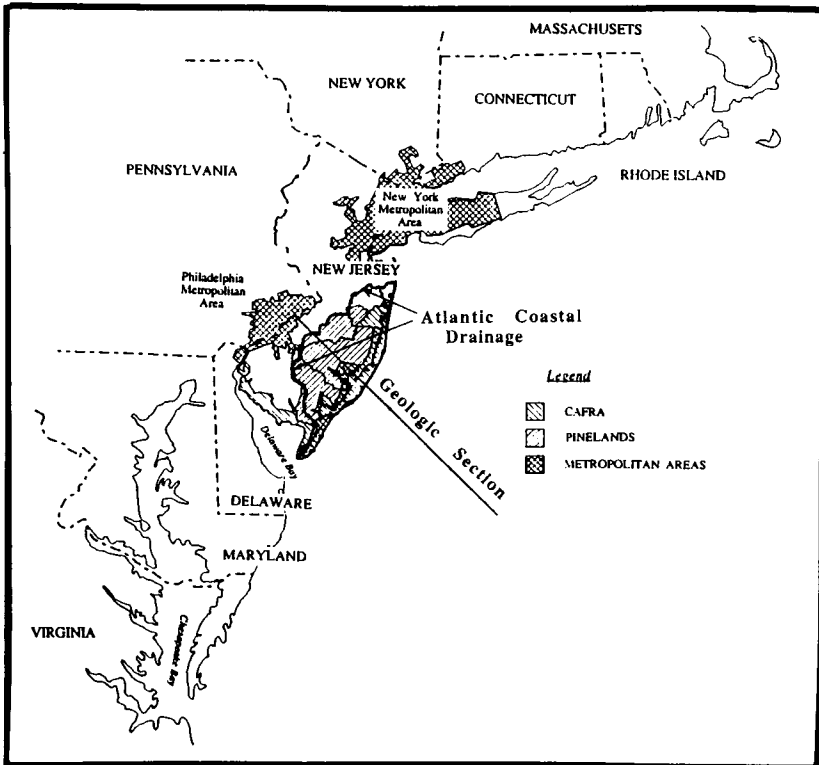 MASSACHUSETS
NEW YORK
CONNECTICUT
PENNSYLVANIA
RHODE ISLAND
New York
Metropolitan
Area
NEW JERSEY
Philadelphia
Metropolitan
Area
Atlantic Coastal
Drainage
Legend
CAFRA
PINELANDS
METROPOLITAN AREAS
Geologic Section
Delaware Bay
DELAWARE
MARYLAND
VIRGINIA
Chesapeake Bay